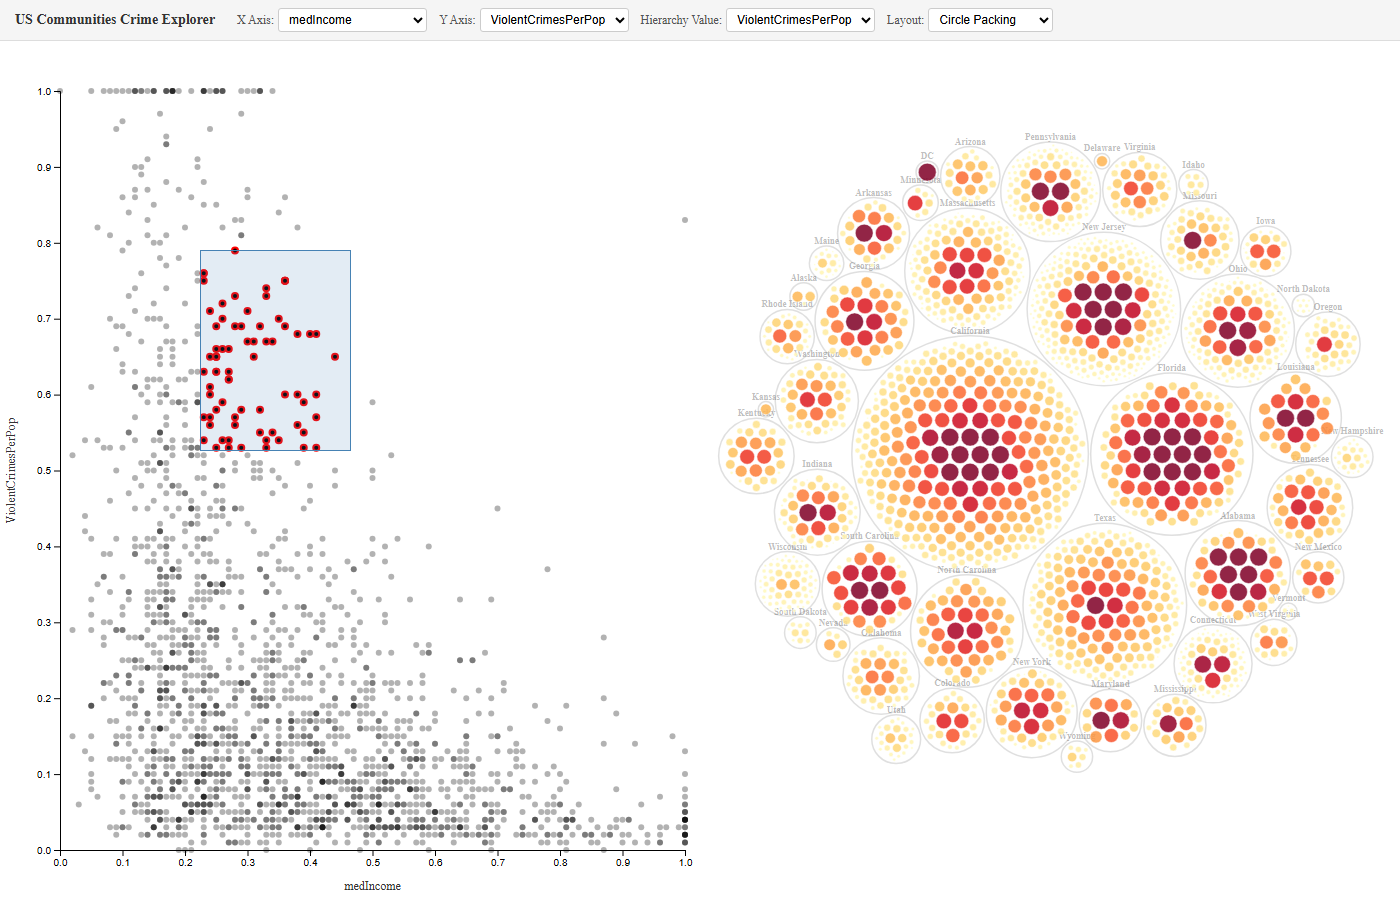 US Communities Crime Explorer
X Axis: medIncome
Y Axis: ViolentCrimesPerPop
Hierarchy Value: ViolentCrimesPerPop
Layout: Circle Packing
1.0
0.9
0.8
0.7
0.6
0.5
0.4
0.3
0.2
0.1
0.0
ViolentCrimesPerPop
0.0 0.1 0.2 0.3 0.4 0.5 0.6 0.7 0.8 0.9 1.0
medIncome
Pennsylvania
Arizona
Delaware
Virginia
DC
Idaho
Minnesota
Arkansas
Massachusetts
Missouri
Iowa
New Jersey
Maine
Georgia
Ohio
Alaska
North Dakota
Rhode Island
Oregon
California
Washington
Florida
Louisiana
Kansas
Kentucky
New Hampshire
Indiana
Tennessee
Texas
Alabama
South Carolina
Wisconsin
New Mexico
North Carolina
Vermont
South Dakota
West Virginia
Nevada
Connecticut
Oklahoma
New York
Colorado
Maryland
Mississippi
Utah
Wyoming